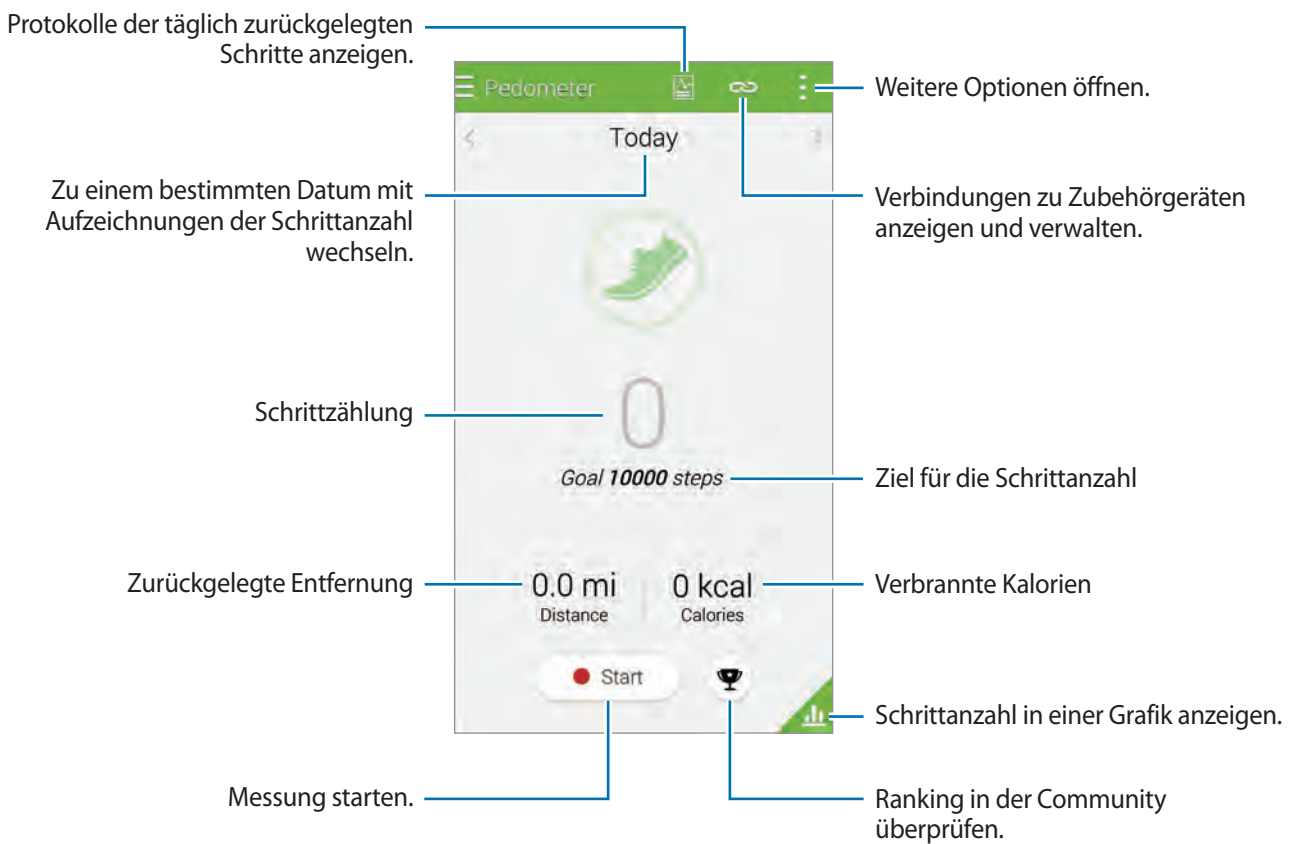 Protokolle der täglich zurückgelegten
Schritte anzeigen.
Pedometer
Weitere Optionen öffnen.
Today
Zu einem bestimmten Datum mit
Aufzeichnungen der Schrittanzahl
wechseln.
Verbindungen zu Zubehörgeräten
anzeigen und verwalten.
Schrittzählung
0
Goal 10000 steps
Ziel für die Schrittanzahl
Zurückgelegte Entfernung
0.0 mi
Distance
0 kcal
Calories
Verbrannte Kalorien
Start
Schrittanzahl in einer Grafik anzeigen.
Messung starten.
Ranking in der Community
überprüfen.